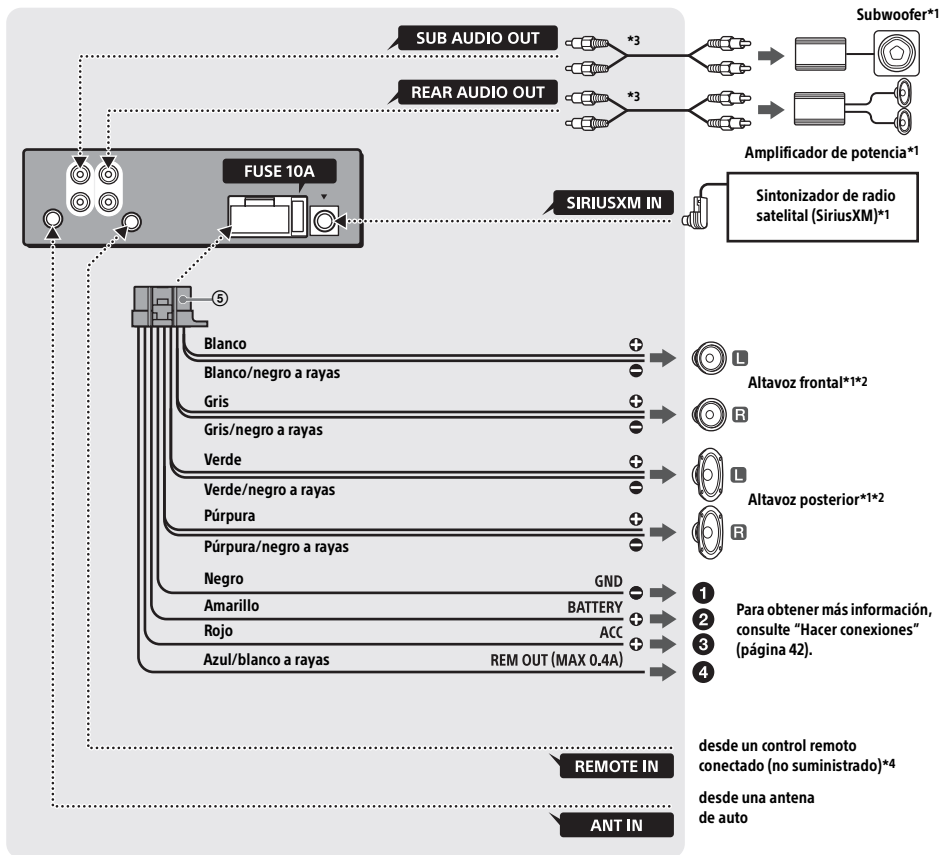 Subwoofer*1
SUB AUDIO OUT
*3
REAR AUDIO OUT
*3
Amplificador de potencia*1
FUSE 10A
SIRIUSXM IN
Sintonizador de radio
satelital (SiriusXM)*1
⑤
Blanco
Blanco/negro a rayas
L
Altavoz frontal*1*2
Gris
Gris/negro a rayas
R
Verde
Verde/negro a rayas
L
Altavoz posterior*1*2
Púrpura
Púrpura/negro a rayas
R
Negro
GND
❶
Amarillo
BATTERY
❷
Rojo
ACC
❸
Azul/blanco a rayas
REM OUT (MAX 0.4A)
❹
Para obtener más información,
consulte “Hacer conexiones”
(página 42).
REMOTE IN
desde un control remoto
conectado (no suministrado)*4
ANT IN
desde una antena
de auto